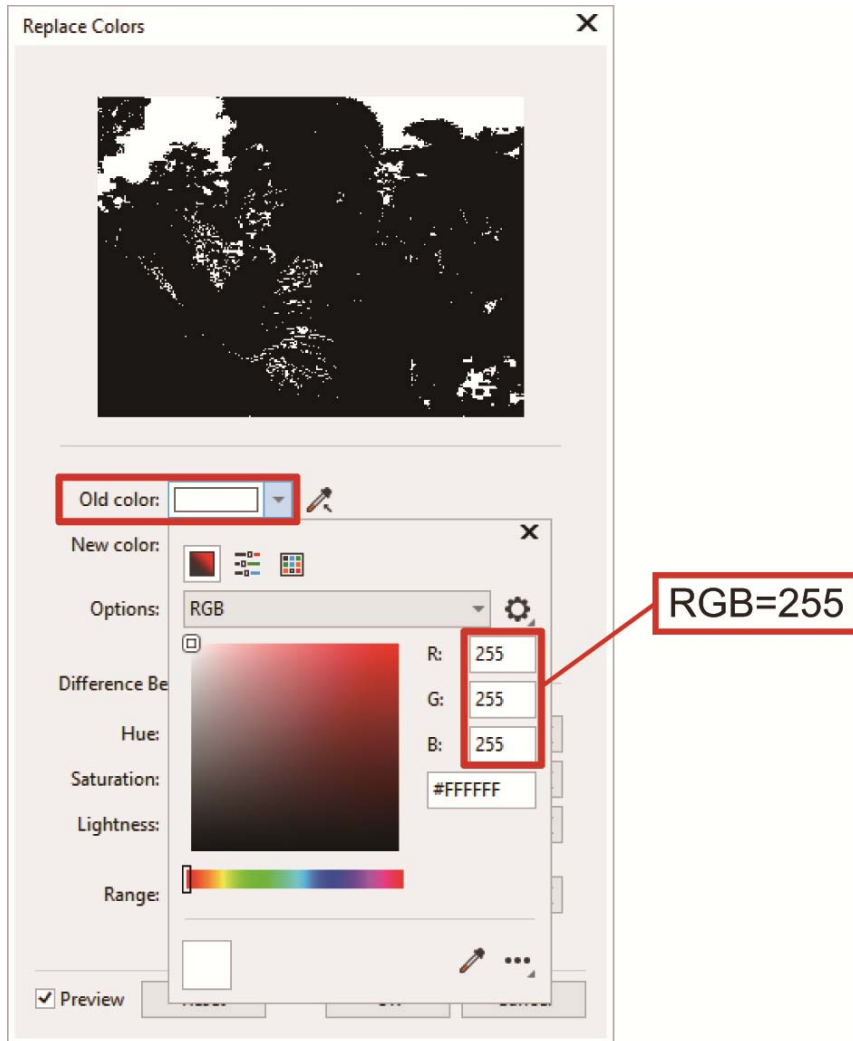 Replace Colors
Old color:
New color:
Options:
RGB
R: 255
G: 255
B: 255
#FFFFFF
RGB=255
Difference Be
Hue:
Saturation:
Lightness:
Range:
Preview